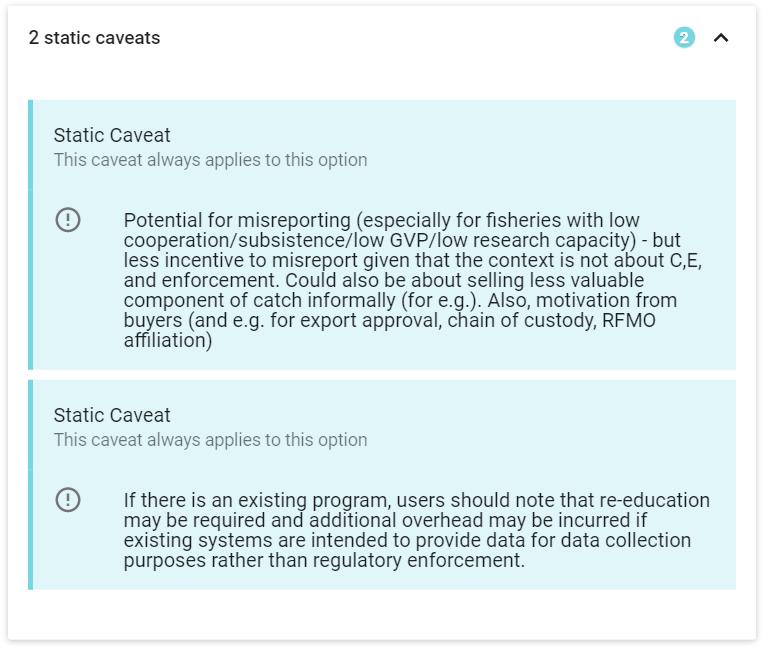 2 static caveats
2
Static Caveat
This caveat always applies to this option
Potential for misreporting (especially for fisheries with low
cooperation/subsistence/low GVP/low research capacity) - but
less incentive to misreport given that the context is not about C,E,
and enforcement. Could also be about selling less valuable
component of catch informally (for e.g.). Also, motivation from
buyers (and e.g. for export approval, chain of custody, RFMO
affiliation)
Static Caveat
This caveat always applies to this option
If there is an existing program, users should note that re-education
may be required and additional overhead may be incurred if
existing systems are intended to provide data for data collection
purposes rather than regulatory enforcement.